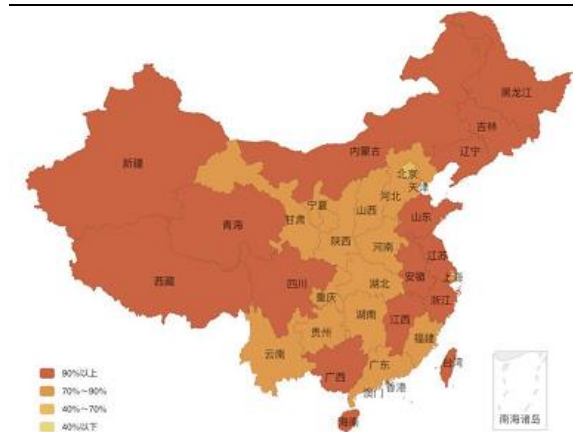 黑龙江
吉林
辽宁
内蒙古
新疆
北京
天津
河北
山西
宁夏
山东
青海
甘肃
陕西
河南
江苏
西藏
四川
安徽
上海
湖北
重庆
浙江
湖南
江西
贵州
福建
云南
台湾
广西
广东
香港
澳门
海南
南海诸岛
90%以上
70%~90%
40%~70%
40%以下